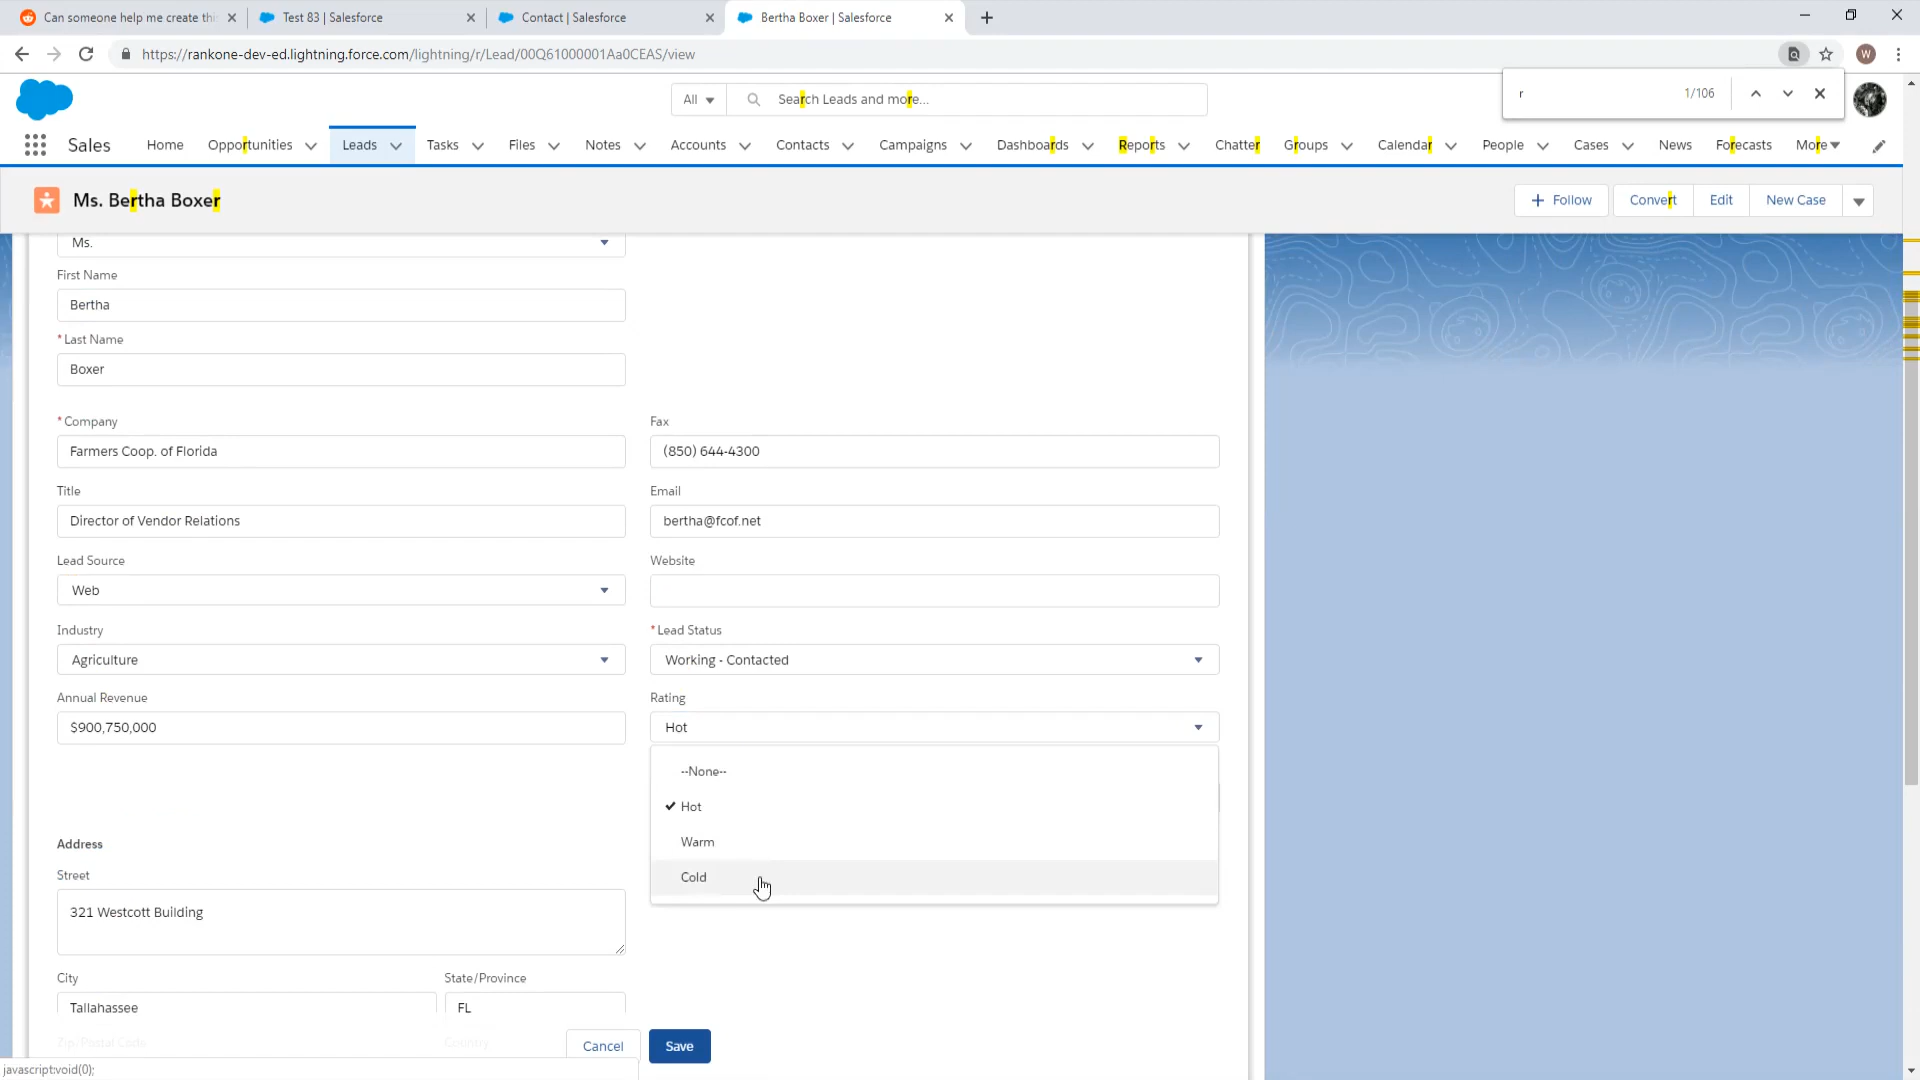 Can someone help me create thi
Test 83 | Salesforce
Contact | Salesforce
Bertha Boxer | Salesforce
https://rankone-dev-ed.lightning.force.com/lightning/r/Lead/00Q61000001Aa0CEAS/view
W
r
1/106
All
Search Leads and more...
Sales
Home
Opportunities
Leads
Tasks
Files
Notes
Accounts
Contacts
Campaigns
Dashboards
Reports
Chatter
Groups
Calendar
People
Cases
News
Forecasts
More
Ms. Bertha Boxer
+ Follow
Convert
Edit
New Case
Ms.
First Name
Bertha
* Last Name
Boxer
* Company
Farmers Coop. of Florida
Fax
(850) 644-4300
Title
Director of Vendor Relations
Email
bertha@fcof.net
Lead Source
Web
Website
Industry
Agriculture
* Lead Status
Working - Contacted
Annual Revenue
$900,750,000
Rating
Hot
--None--
Hot
Warm
Cold
Address
Street
321 Westcott Building
City
Tallahassee
State/Province
FL
Zip/Postal Code
Country
Cancel
Save
javascript:void(0);